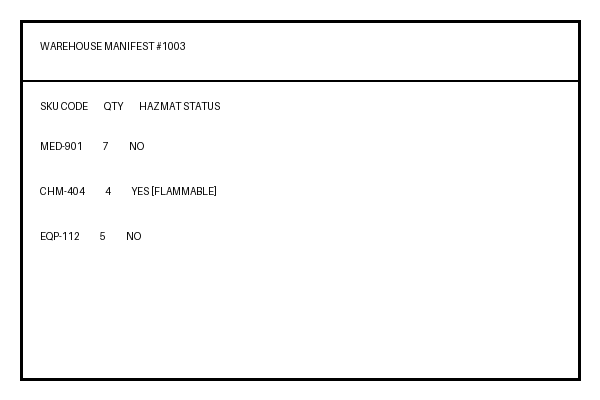 WAREHOUSE MANIFEST #1003
SKU CODE QTY HAZMAT STATUS
MED-901 7 NO
CHM-404 4 YES [FLAMMABLE]
EQP-112 5 NO